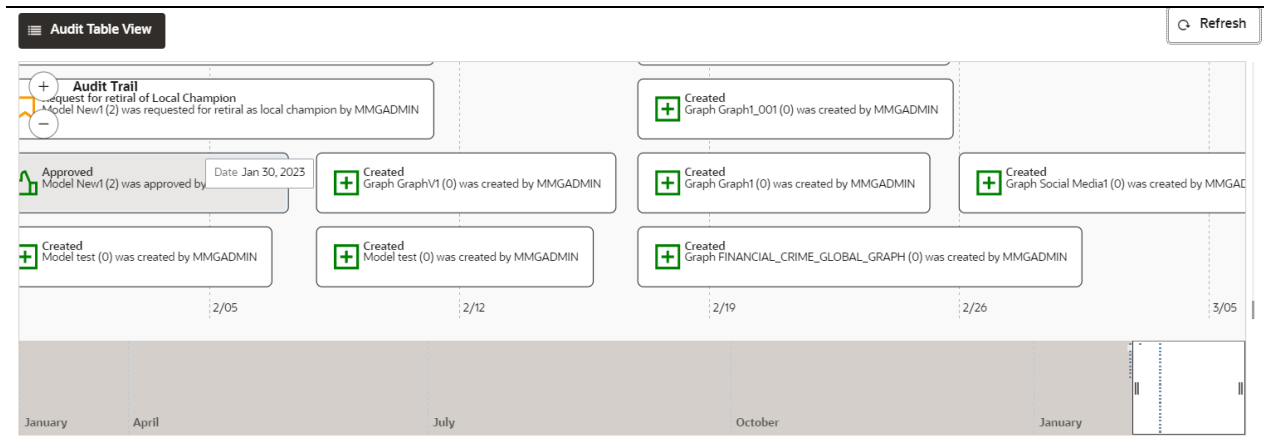 Audit Table View
Refresh
Audit Trail
Request for retiral of Local Champion
Model New1 (2) was requested for retiral as local champion by MMGADMIN
Created
Graph Graph1_001 (0) was created by MMGADMIN
Approved
Model New1 (2) was approved by
Date Jan 30, 2023
Created
Graph GraphV1 (0) was created by MMGADMIN
Created
Graph Graph1 (0) was created by MMGADMIN
Created
Graph Social Media1 (0) was created by MMGAD
Created
Model test (0) was created by MMGADMIN
Created
Model test (0) was created by MMGADMIN
Created
Graph FINANCIAL_CRIME_GLOBAL_GRAPH (0) was created by MMGADMIN
2/05
2/12
2/19
2/26
3/05
January
April
July
October
January